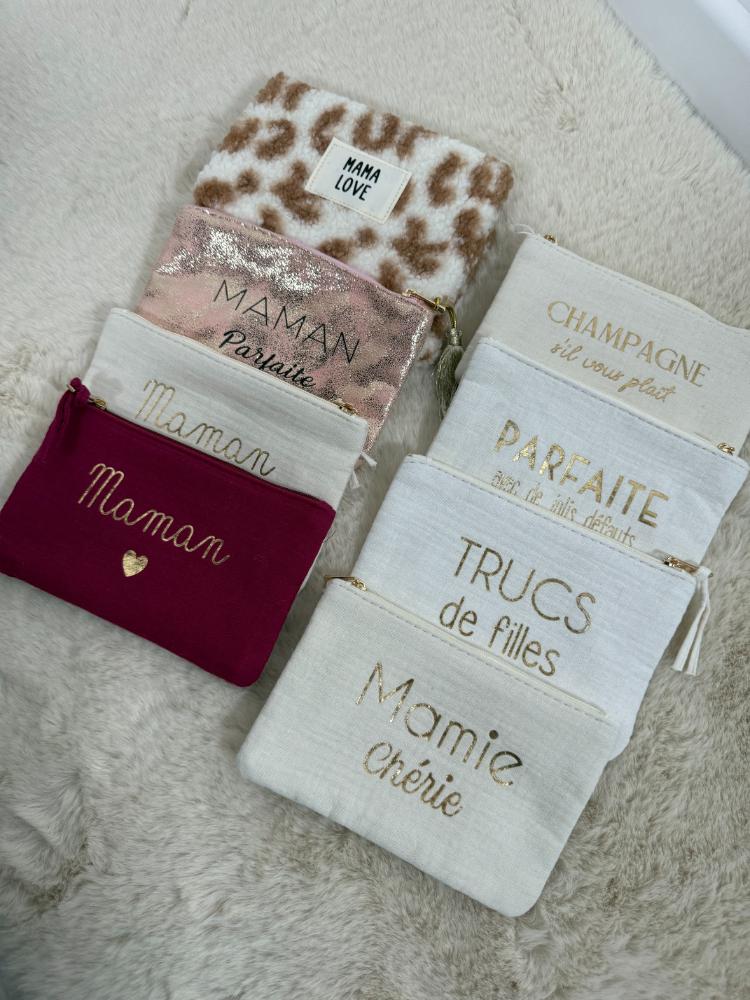 MAMA
LOVE
MAMAN
Parfaite
Maman
Maman
CHAMPAGNE
s'il vous plaît
PARFAITE
avec de jolis défauts
TRUCS
de filles
Mamie
Chérie